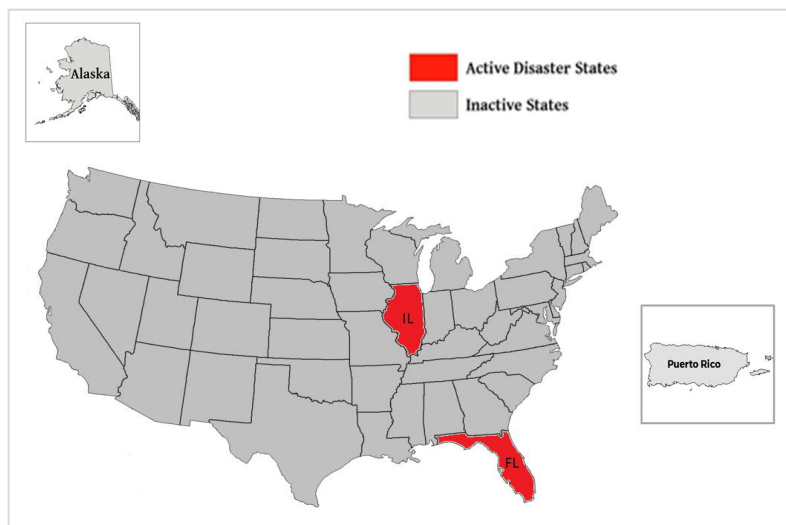 Alaska
Active Disaster States
Inactive States
IL
Puerto Rico
FL